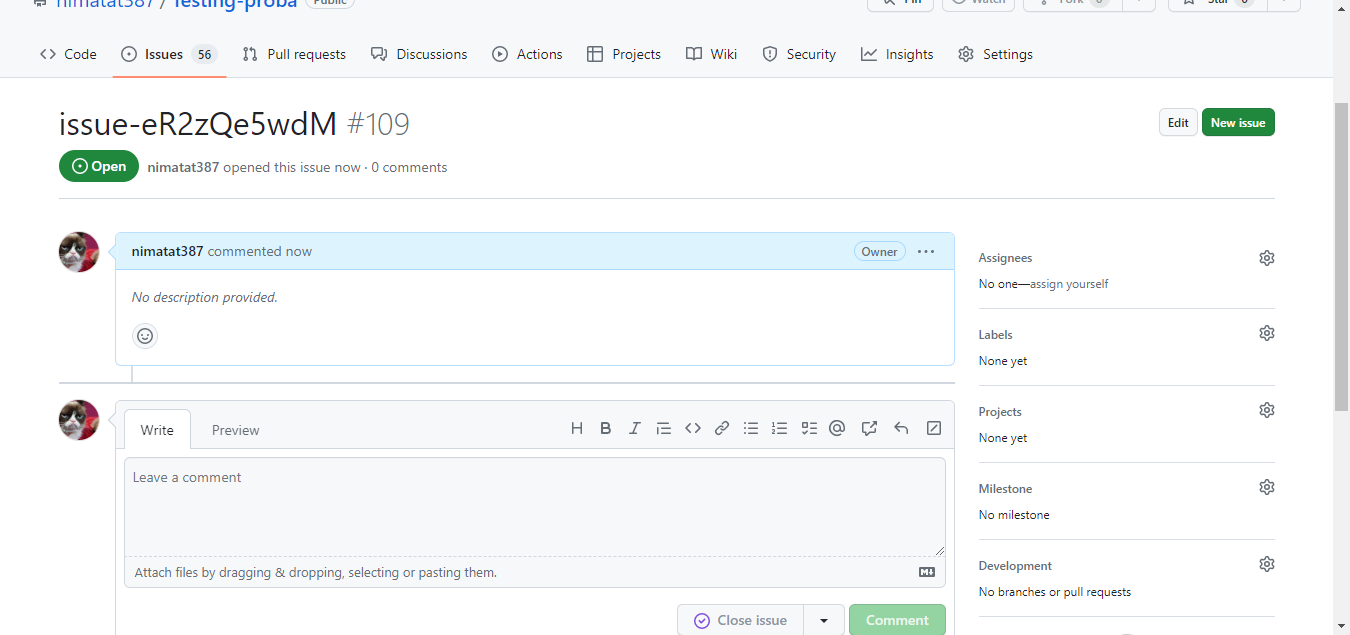 nimatat387 / Testing-proba Public
Pin Watch Fork 0 Star 0
Code Issues 56 Pull requests Discussions Actions Projects Wiki Security Insights Settings
issue-eR2zQe5wdM #109
Edit New issue
Open nimatat387 opened this issue now · 0 comments
nimatat387 commented now Owner
No description provided.
Write Preview
Leave a comment
Attach files by dragging & dropping, selecting or pasting them.
Close issue Comment
Assignees
No one—assign yourself
Labels
None yet
Projects
None yet
Milestone
No milestone
Development
No branches or pull requests